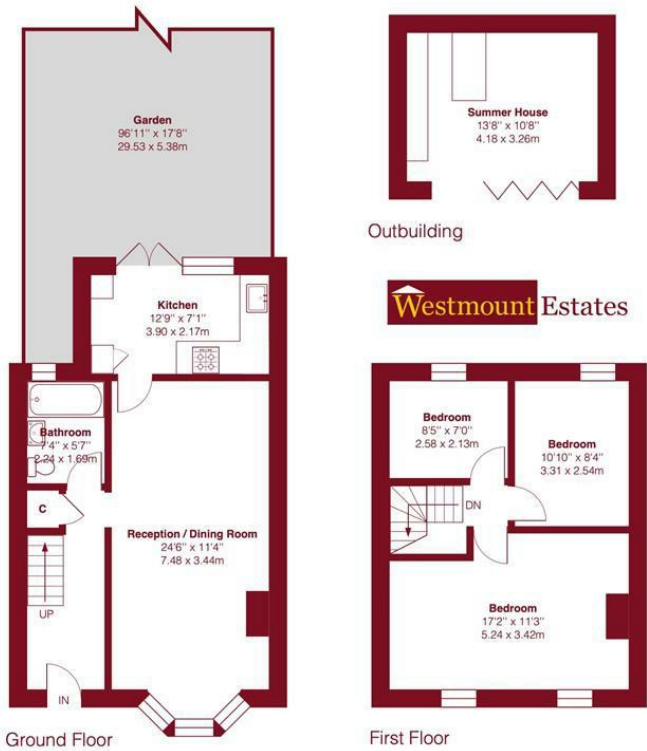 Garden
96'11'' x 17'8''
29.53 x 5.38m
Summer House
13'8'' x 10'8''
4.18 x 3.26m
Outbuilding
Westmount Estates
Kitchen
12'9'' x 7'1''
3.90 x 2.17m
Bathroom
7'4'' x 5'7''
2.24 x 1.69m
C
Reception / Dining Room
24'6'' x 11'4''
7.48 x 3.44m
UP
IN
Ground Floor
Bedroom
8'5'' x 7'0''
2.58 x 2.13m
Bedroom
10'10'' x 8'4''
3.31 x 2.54m
DN
Bedroom
17'2'' x 11'3''
5.24 x 3.42m
First Floor